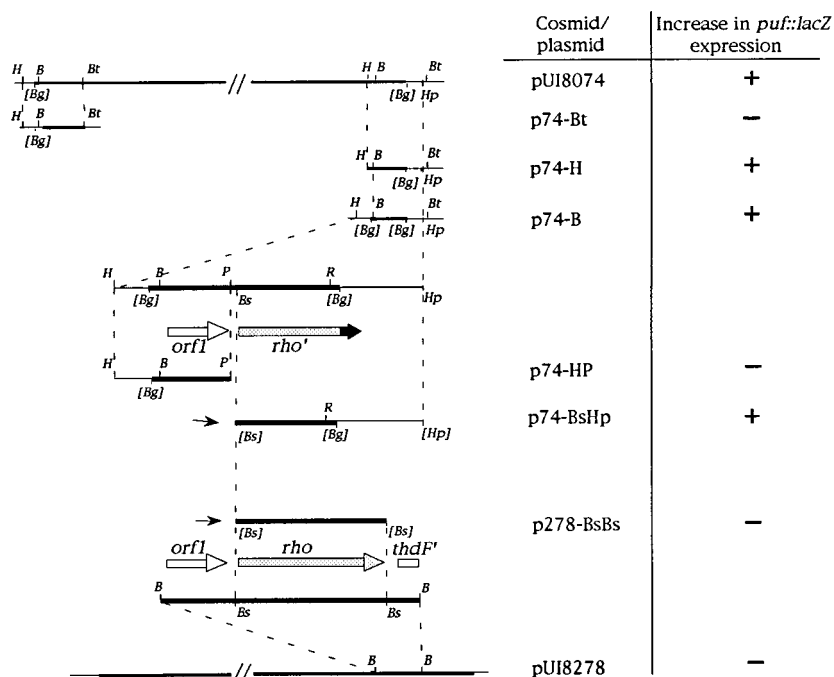 Cosmid/ plasmid
Increase in puf::lacZ expression
H B Bt H B Bt
[Bg] [Bg] Hp
pUI8074 +
H B Bt
[Bg]
p74-Bt −
H B Bt
[Bg] Hp
p74-H +
H B Bt
[Bg] [Bg] Hp
p74-B +
H B P R
[Bg] Bs [Bg] Hp
orf1 rho'
H B P
[Bg]
p74-HP −
R
[Bs] [Bg] [Hp]
p74-BsHp +
[Bs] [Bs]
p278-BsBs −
orf1 rho thdF'
B B
Bs Bs
B B
pUI8278 −